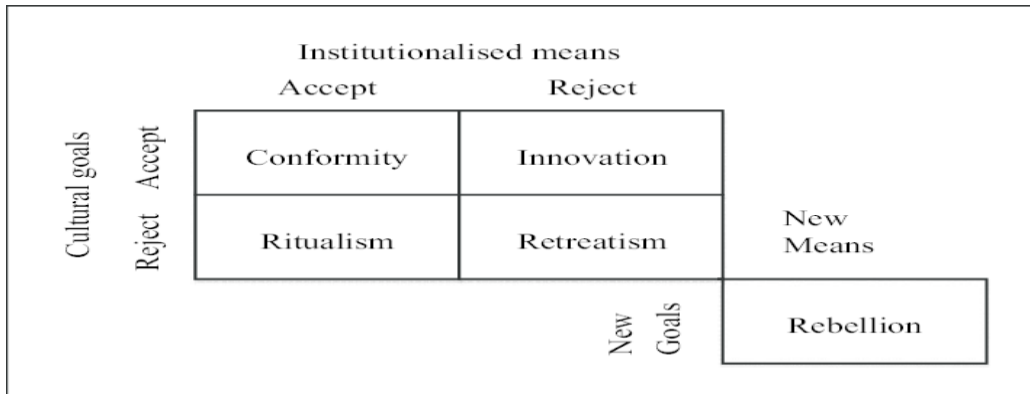 Institutionalised means
Accept Reject
Cultural goals
Accept
Conformity Innovation
Reject
Ritualism Retreatism
New
Means
New
Goals
Rebellion